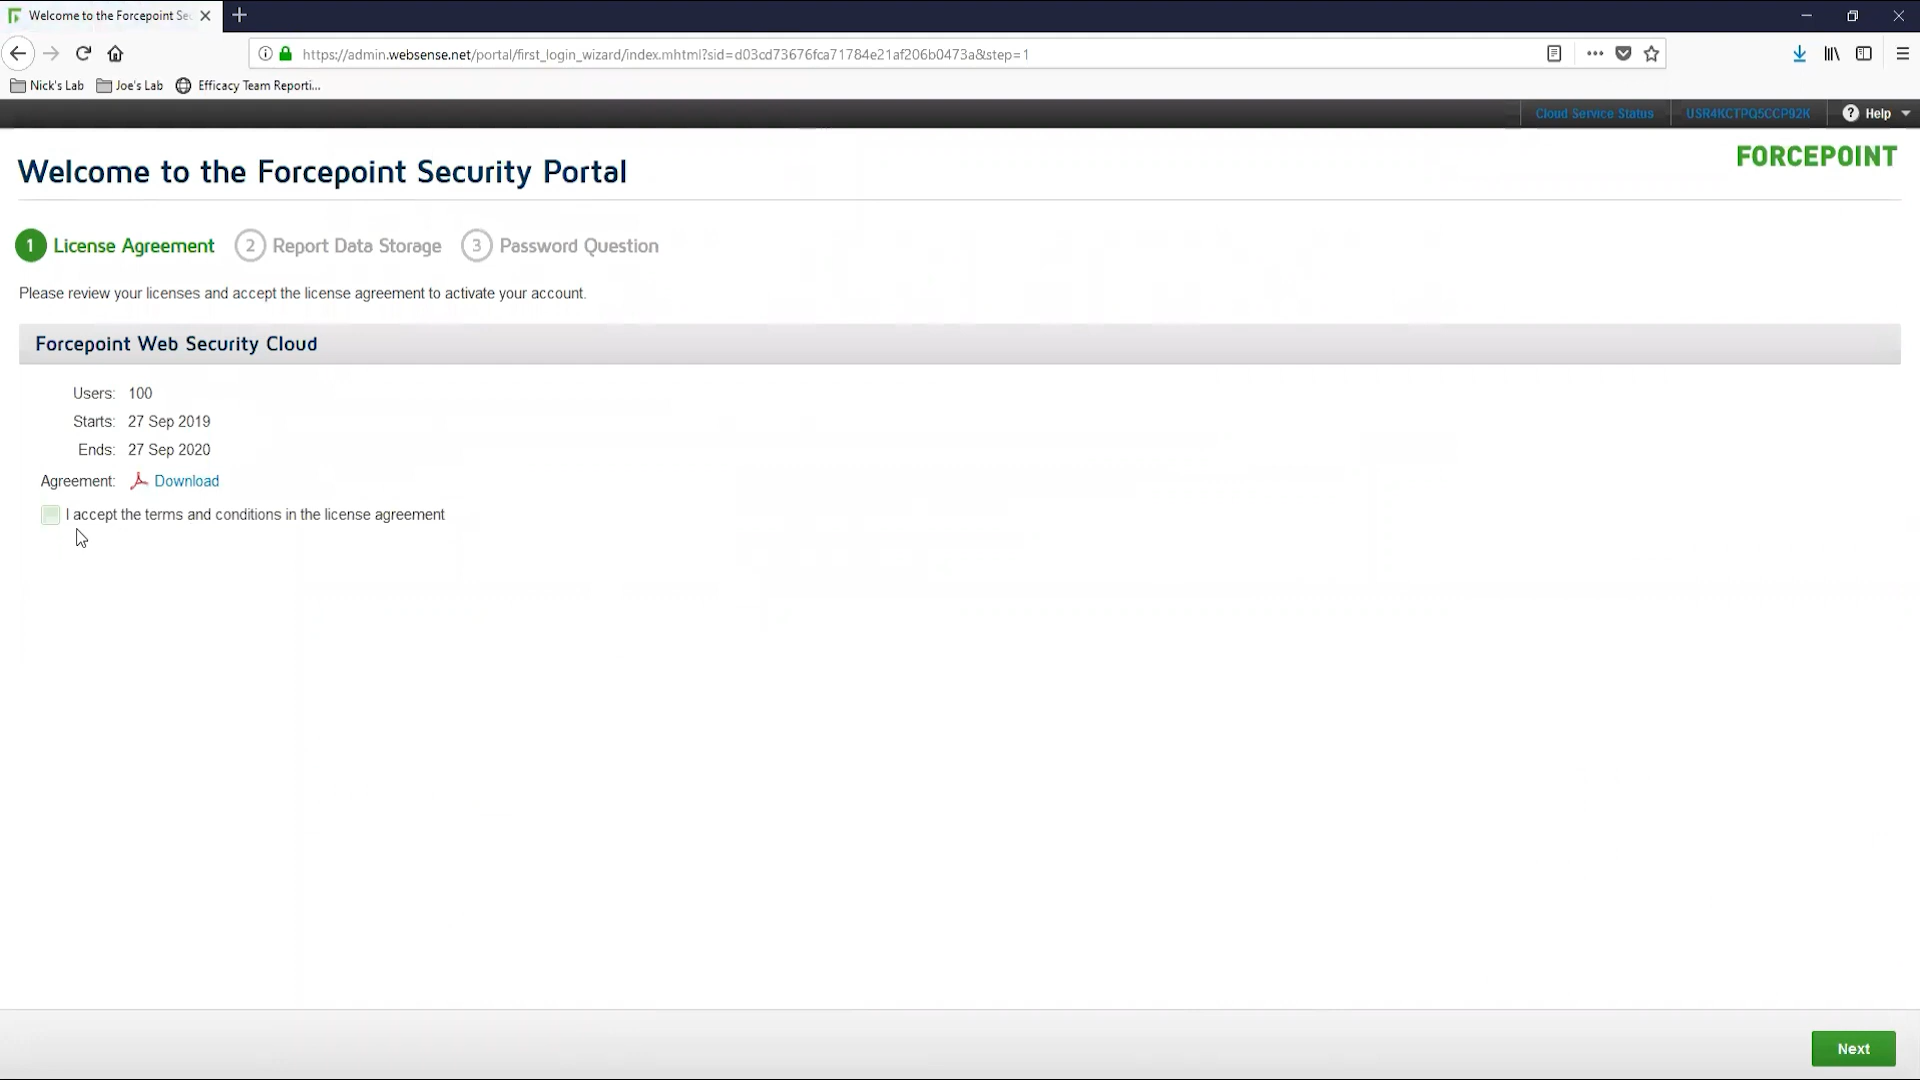 Welcome to the Forcepoint Sec
https://admin.websense.net/portal/first_login_wizard/index.mhtml?sid=d03cd73676fca71784e21af206b0473a&step=1
Nick's Lab Joe's Lab Efficacy Team Reporti...
Cloud Service Status USR4KCTPQ5CCP92K ? Help
Welcome to the Forcepoint Security Portal
FORCEPOINT
1 License Agreement 2 Report Data Storage 3 Password Question
Please review your licenses and accept the license agreement to activate your account.
Forcepoint Web Security Cloud
Users: 100
Starts: 27 Sep 2019
Ends: 27 Sep 2020
Agreement: Download
I accept the terms and conditions in the license agreement
Next